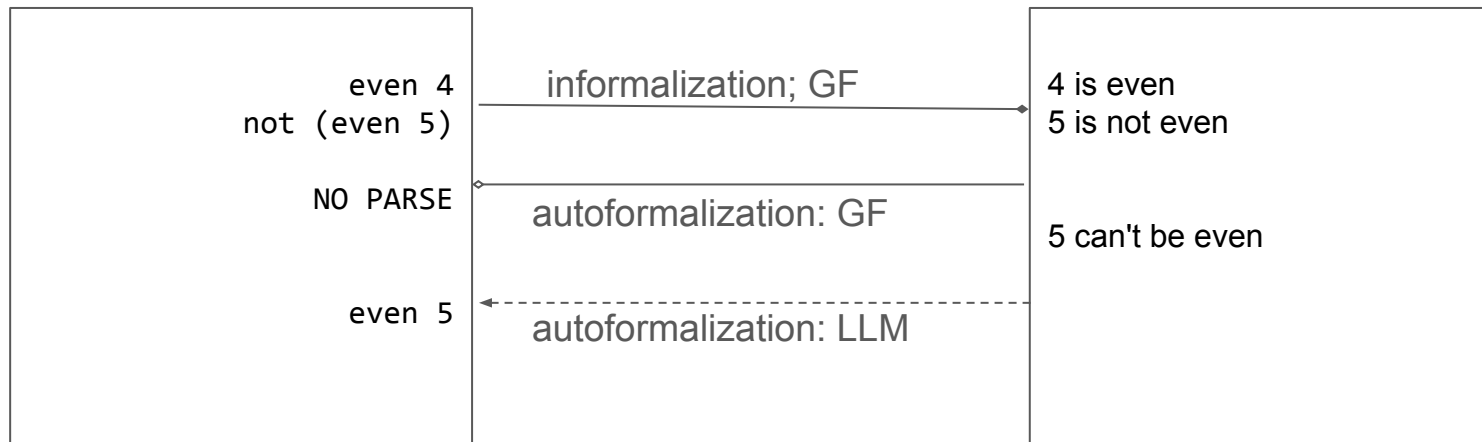 even 4
not (even 5)
informalization; GF
4 is even
5 is not even
NO PARSE
autoformalization: GF
5 can't be even
even 5
autoformalization: LLM